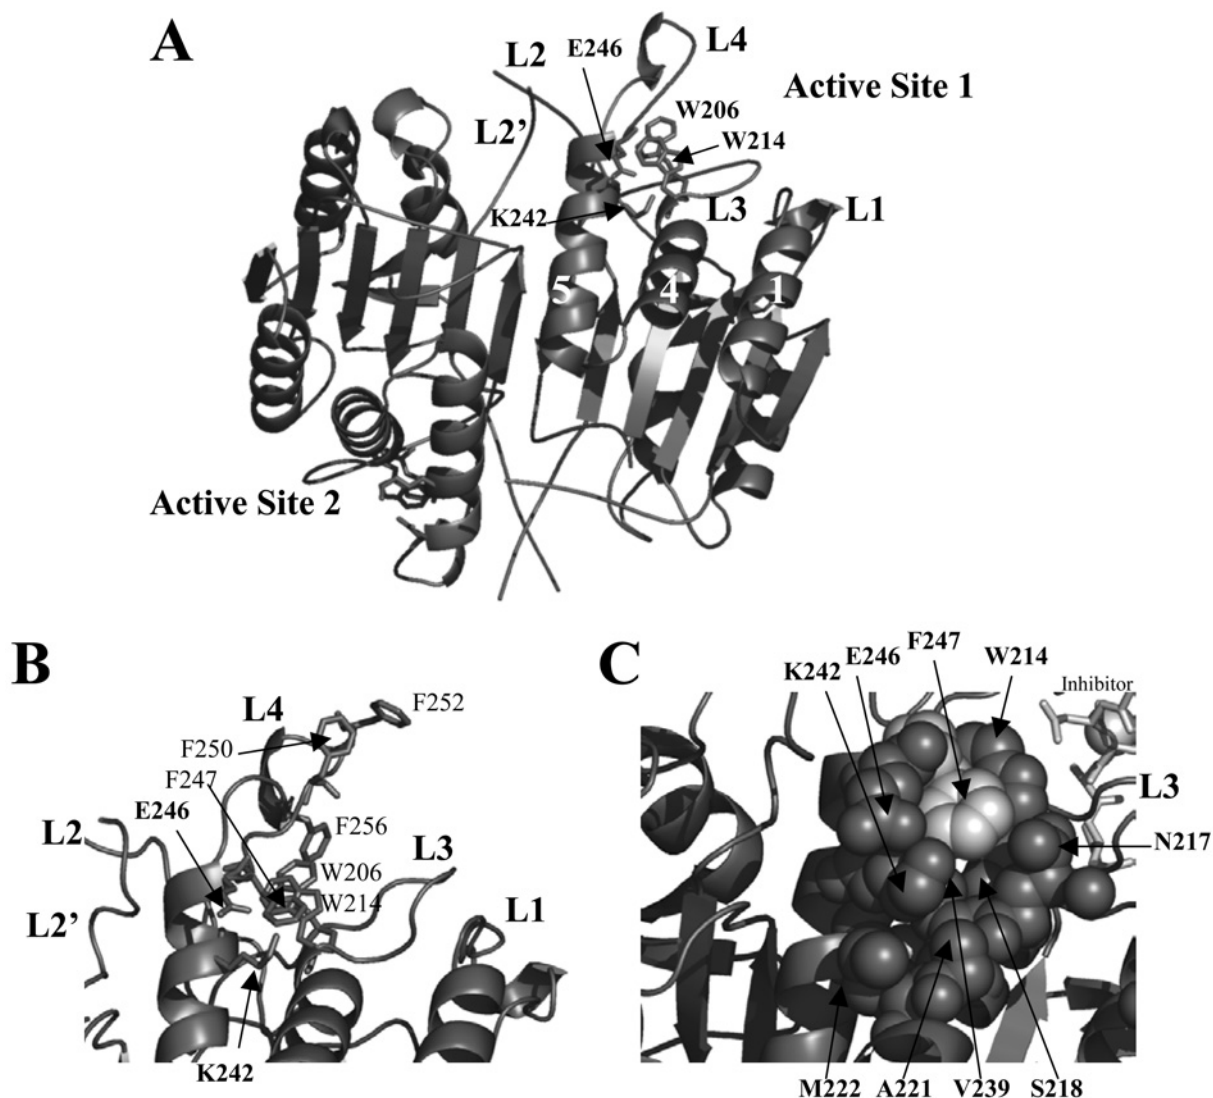 A
L2
E246
L4
Active Site 1
L2'
W206
W214
K242
L3
L1
5
4
1
Active Site 2
B
L4
F252
F250
F247
E246
F256
L2
W206
L3
W214
L2'
L1
K242
C
K242
E246
F247
W214
Inhibitor
L3
N217
M222
A221
V239
S218